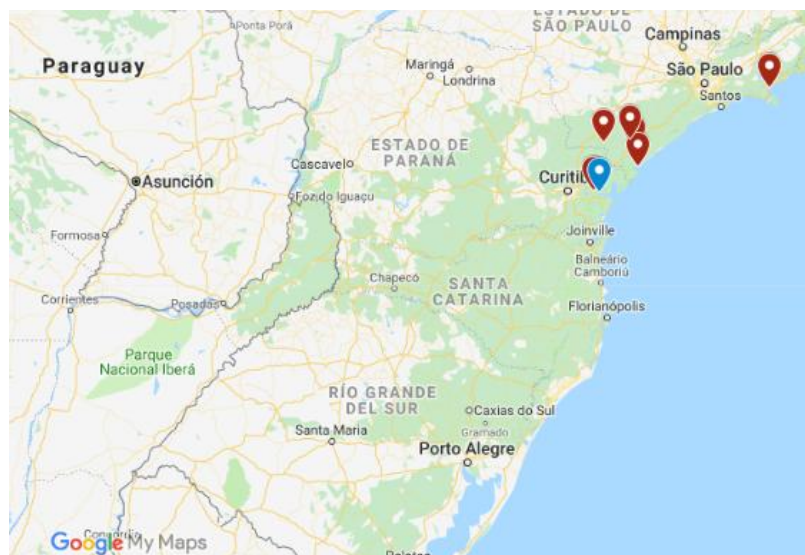 ESTADO DE
SÃO PAULO
Ponta Porã
Campinas
Maringá
Londrina
Paraguay
São Paulo
Santos
ESTADO DE
PARANÁ
Cascavel
Asunción
Curitib
Foz do Iguaçu
Formosa
Joinville
Balneário
Camboriú
Chapecó
SANTA
CATARINA
Corrientes
Posadas
Florianópolis
Parque
Nacional Iberá
RÍO GRANDE
DEL SUR
Caxias do Sul
Santa Maria
Gramado
Porto Alegre
Google My Maps